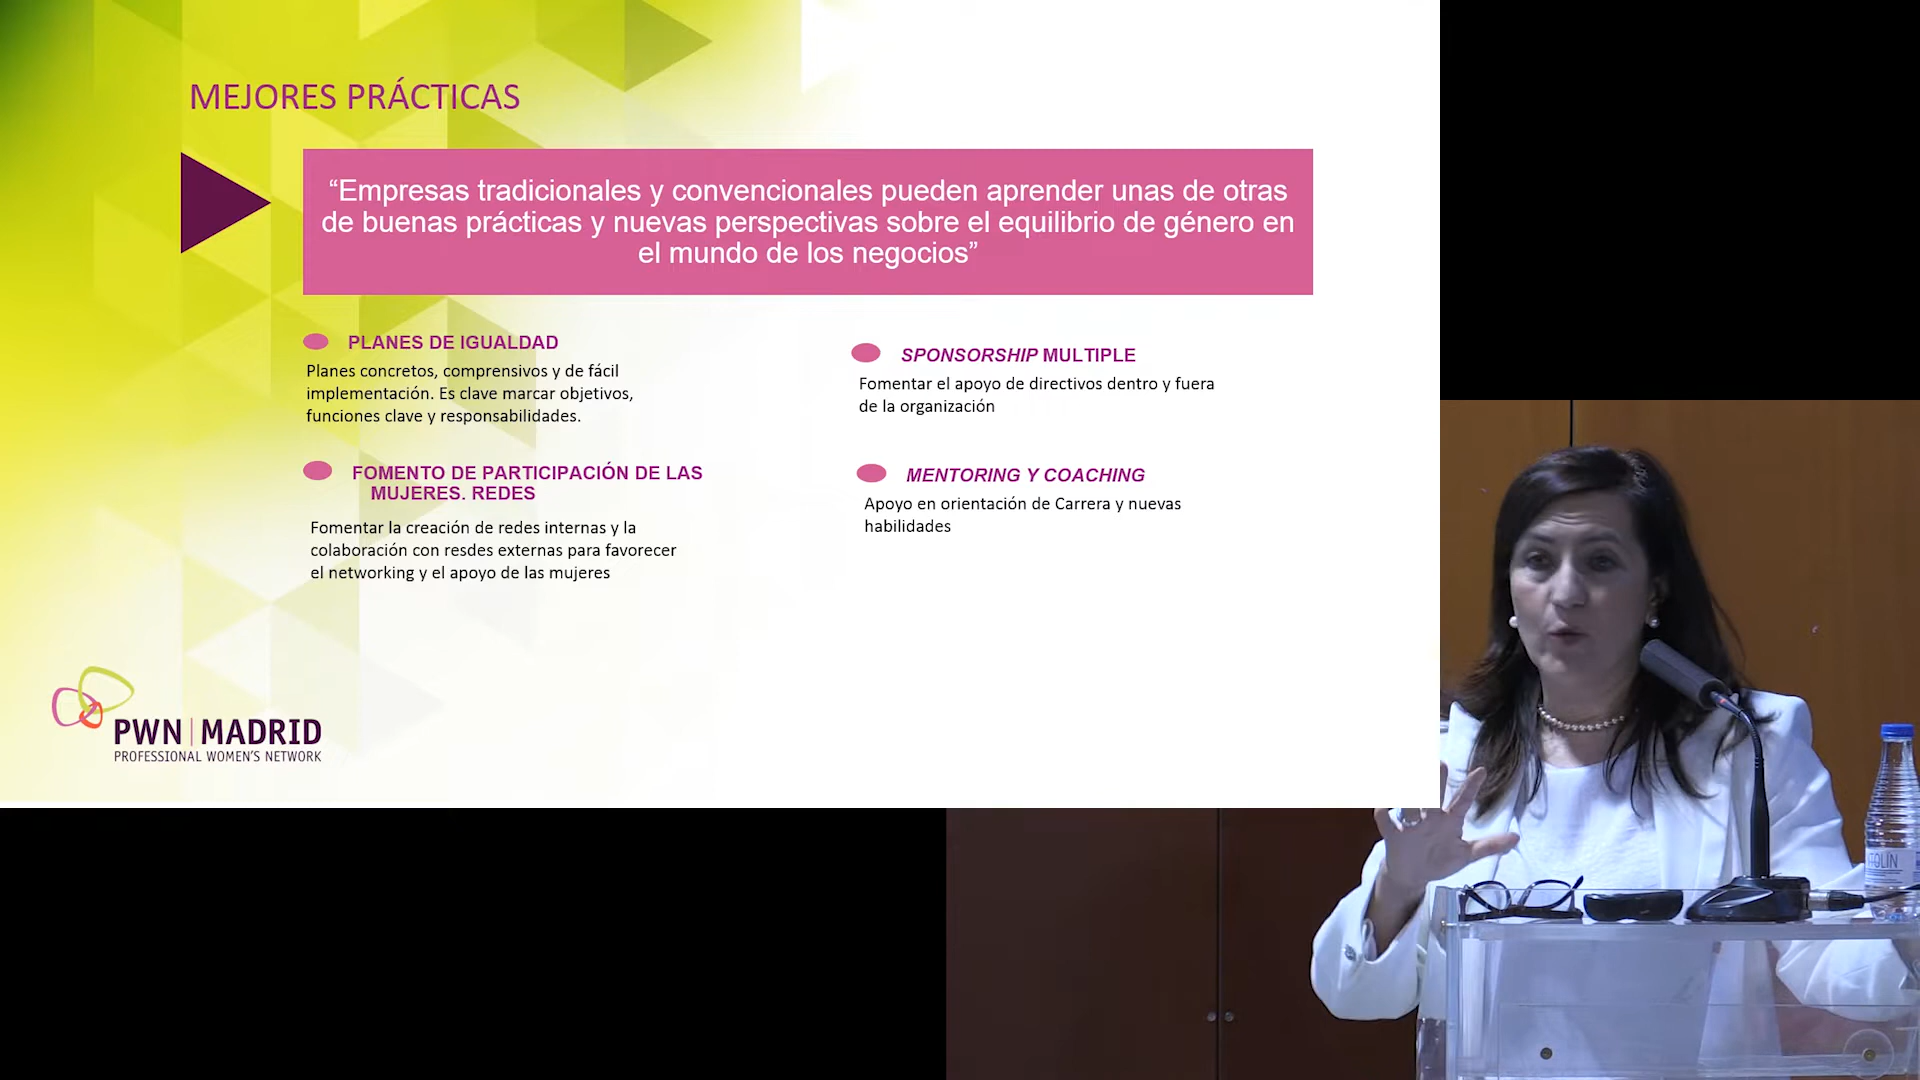 MEJORES PRÁCTICAS
“Empresas tradicionales y convencionales pueden aprender unas de otras
de buenas prácticas y nuevas perspectivas sobre el equilibrio de género en
el mundo de los negocios”
PLANES DE IGUALDAD
Planes concretos, comprensivos y de fácil
implementación. Es clave marcar objetivos,
funciones clave y responsabilidades.
FOMENTO DE PARTICIPACIÓN DE LAS
MUJERES. REDES
Fomentar la creación de redes internas y la
colaboración con resdes externas para favorecer
el networking y el apoyo de las mujeres
SPONSORSHIP MULTIPLE
Fomentar el apoyo de directivos dentro y fuera
de la organización
MENTORING Y COACHING
Apoyo en orientación de Carrera y nuevas
habilidades
PWN | MADRID
PROFESSIONAL WOMEN'S NETWORK